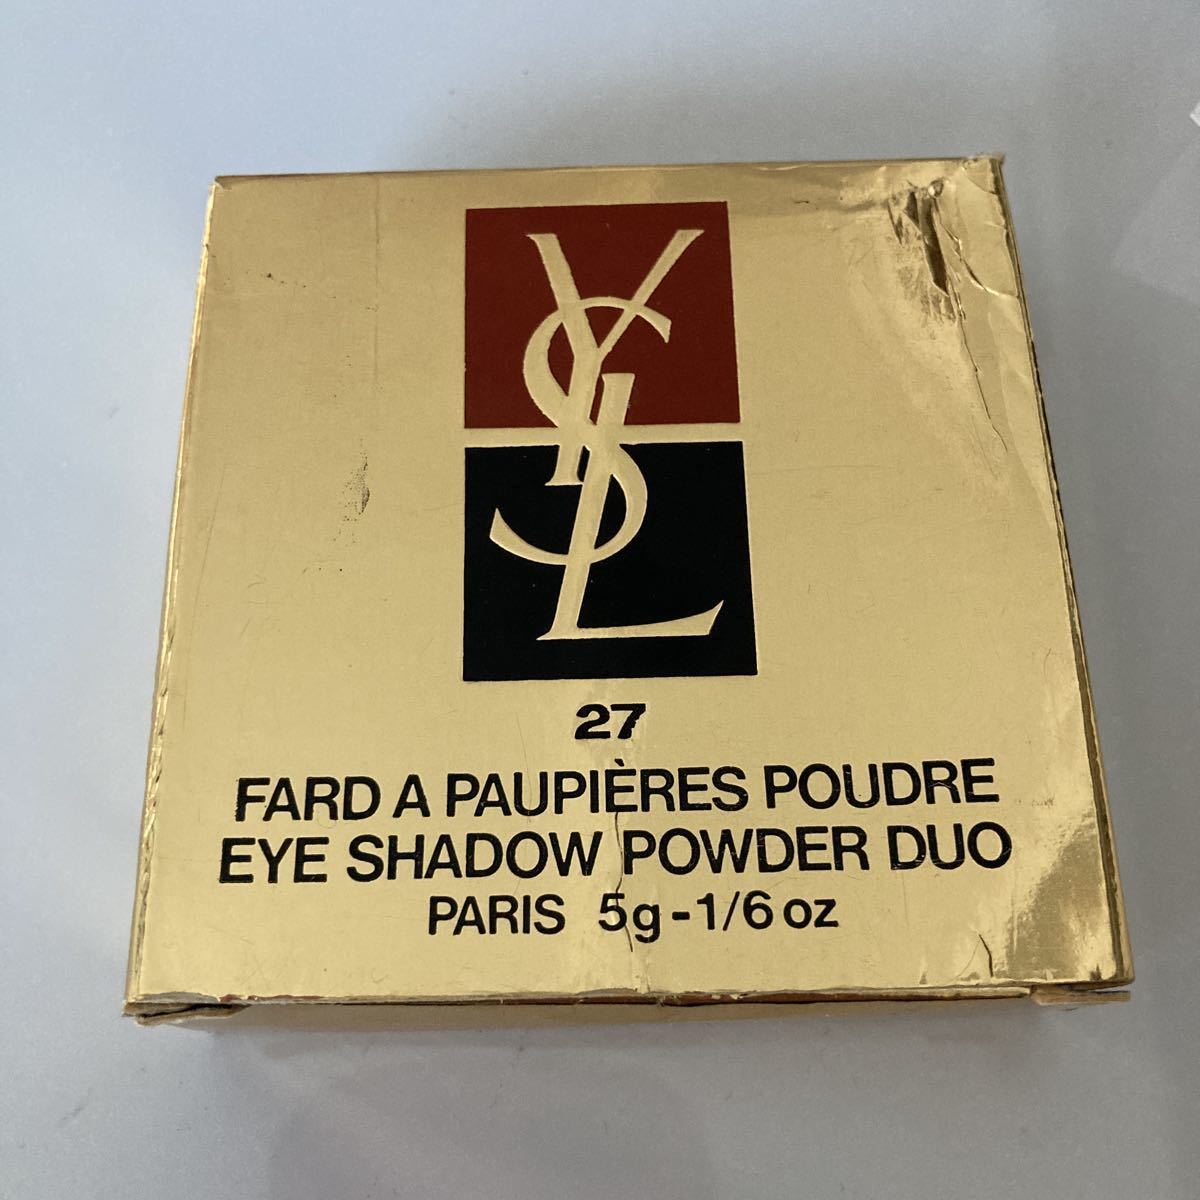 YSL
27
FARD A PAUPIÈRES POUDRE
EYE SHADOW POWDER DUO
PARIS 5g-1/6 oz